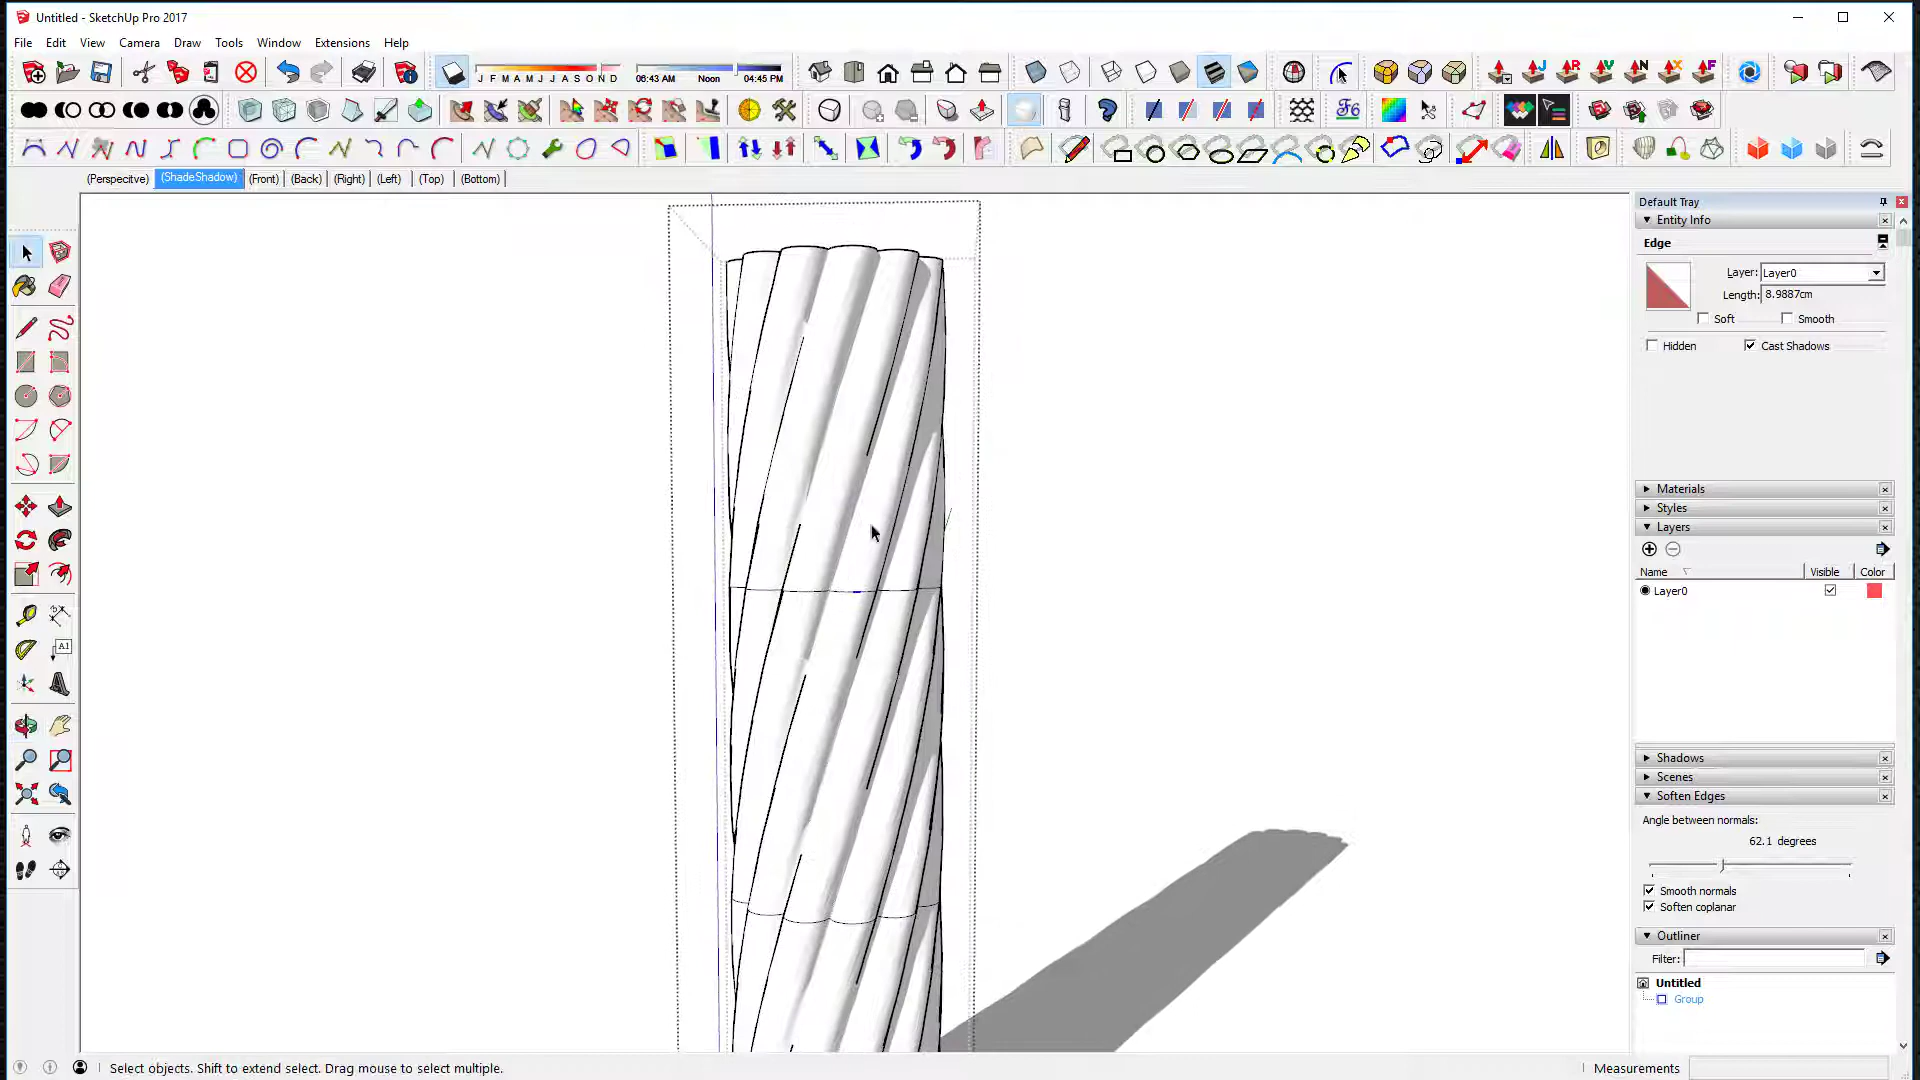 Untitled - SketchUp Pro 2017
File Edit View Camera Draw Tools Window Extensions Help
J F M A M J J A S O N D 06:43 AM Noon 04:45 PM
J R V N X F
F6
(Perspecitve) (ShadeShadow) (Front) (Back) (Right) (Left) (Top) (Bottom)
Default Tray
Entity Info
Edge
Layer: Layer0
Length: 8.9887cm
Soft Smooth
Hidden Cast Shadows
Materials
Styles
Layers
Name Visible Color
Layer0
A1
Shadows
Scenes
Soften Edges
Angle between normals:
62.1 degrees
Smooth normals
Soften coplanar
Outliner
Filter:
Untitled
Group
Select objects. Shift to extend select. Drag mouse to select multiple.
Measurements